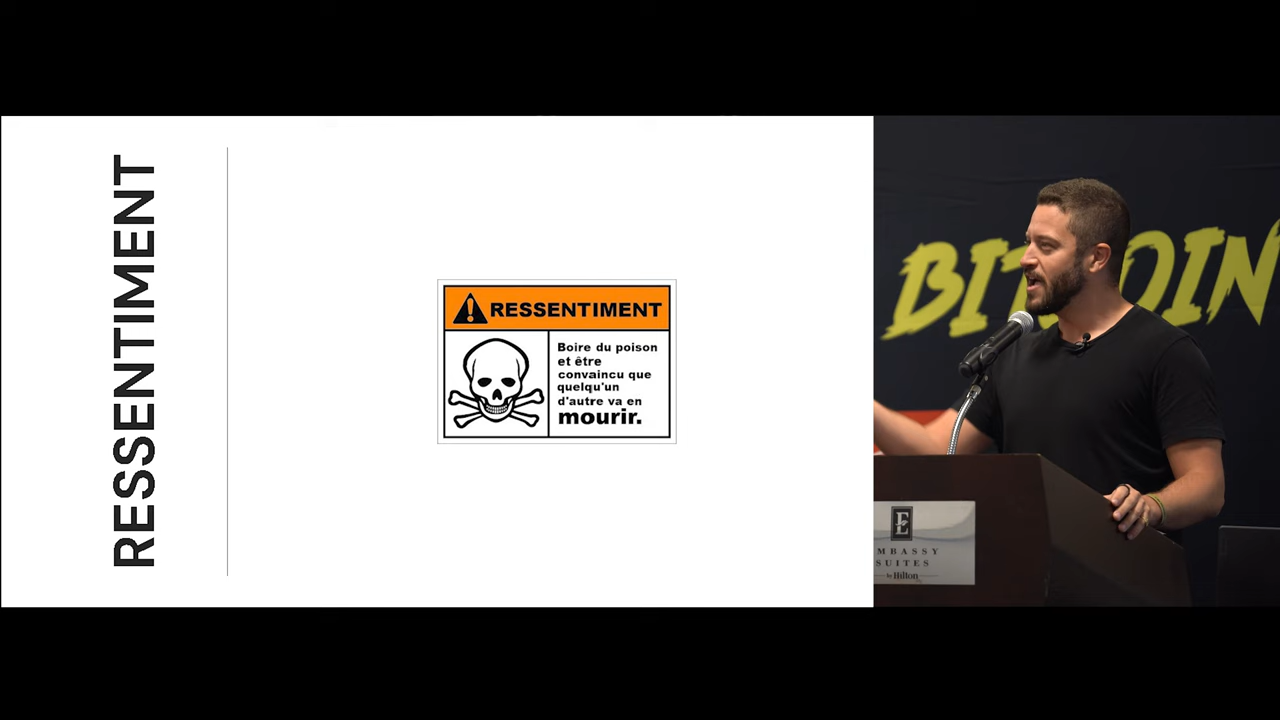 RESSENTIMENT
RESSENTIMENT
Boire du poison
et être
convaincu que
quelqu'un
d'autre va en
mourir.
BITCOIN
E
MBASSY
SUITES
by Hilton